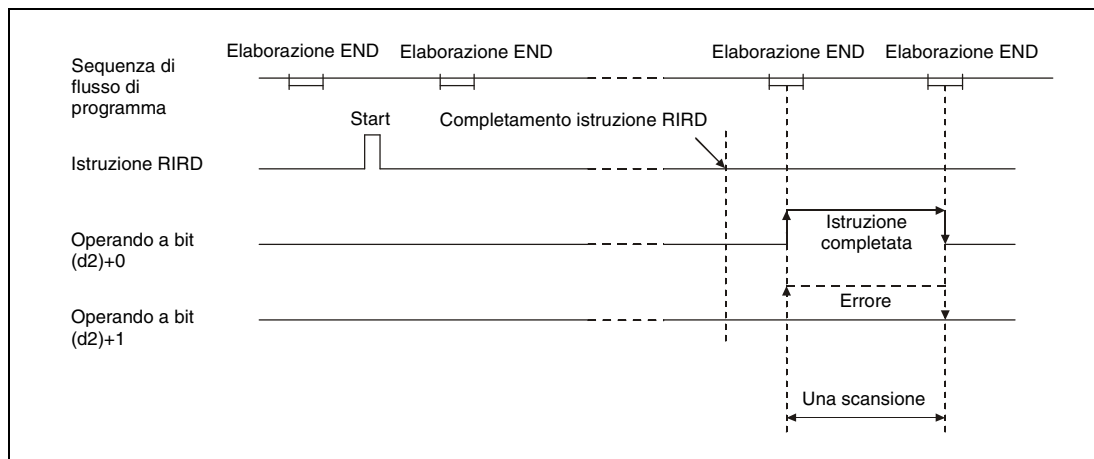 Elaborazione END
Elaborazione END
Elaborazione END
Elaborazione END
Sequenza di
flusso di
programma
Start
Completamento istruzione RIRD
Istruzione RIRD
Operando a bit
(d2)+0
Istruzione
completata
Errore
Operando a bit
(d2)+1
Una scansione